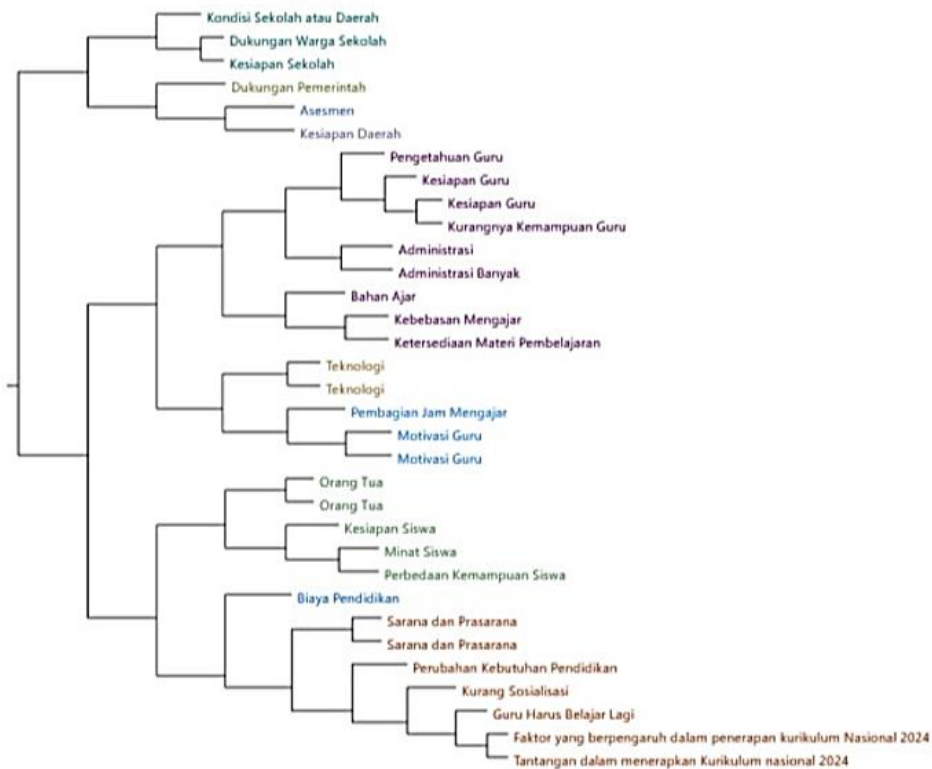 Kondisi Sekolah atau Daerah
Dukungan Warga Sekolah
Kesiapan Sekolah
Dukungan Pemerintah
Asesmen
Kesiapan Daerah
Pengetahuan Guru
Kesiapan Guru
Kesiapan Guru
Kurangnya Kemampuan Guru
Administrasi
Administrasi Banyak
Bahan Ajar
Kebebasan Mengajar
Ketersediaan Materi Pembelajaran
Teknologi
Teknologi
Pembagian Jam Mengajar
Motivasi Guru
Motivasi Guru
Orang Tua
Orang Tua
Kesiapan Siswa
Minat Siswa
Perbedaan Kemampuan Siswa
Biaya Pendidikan
Sarana dan Prasarana
Sarana dan Prasarana
Perubahan Kebutuhan Pendidikan
Kurang Sosialisasi
Guru Harus Belajar Lagi
Faktor yang berpengaruh dalam penerapan kurikulum Nasional 2024
Tantangan dalam menerapkan Kurikulum nasional 2024